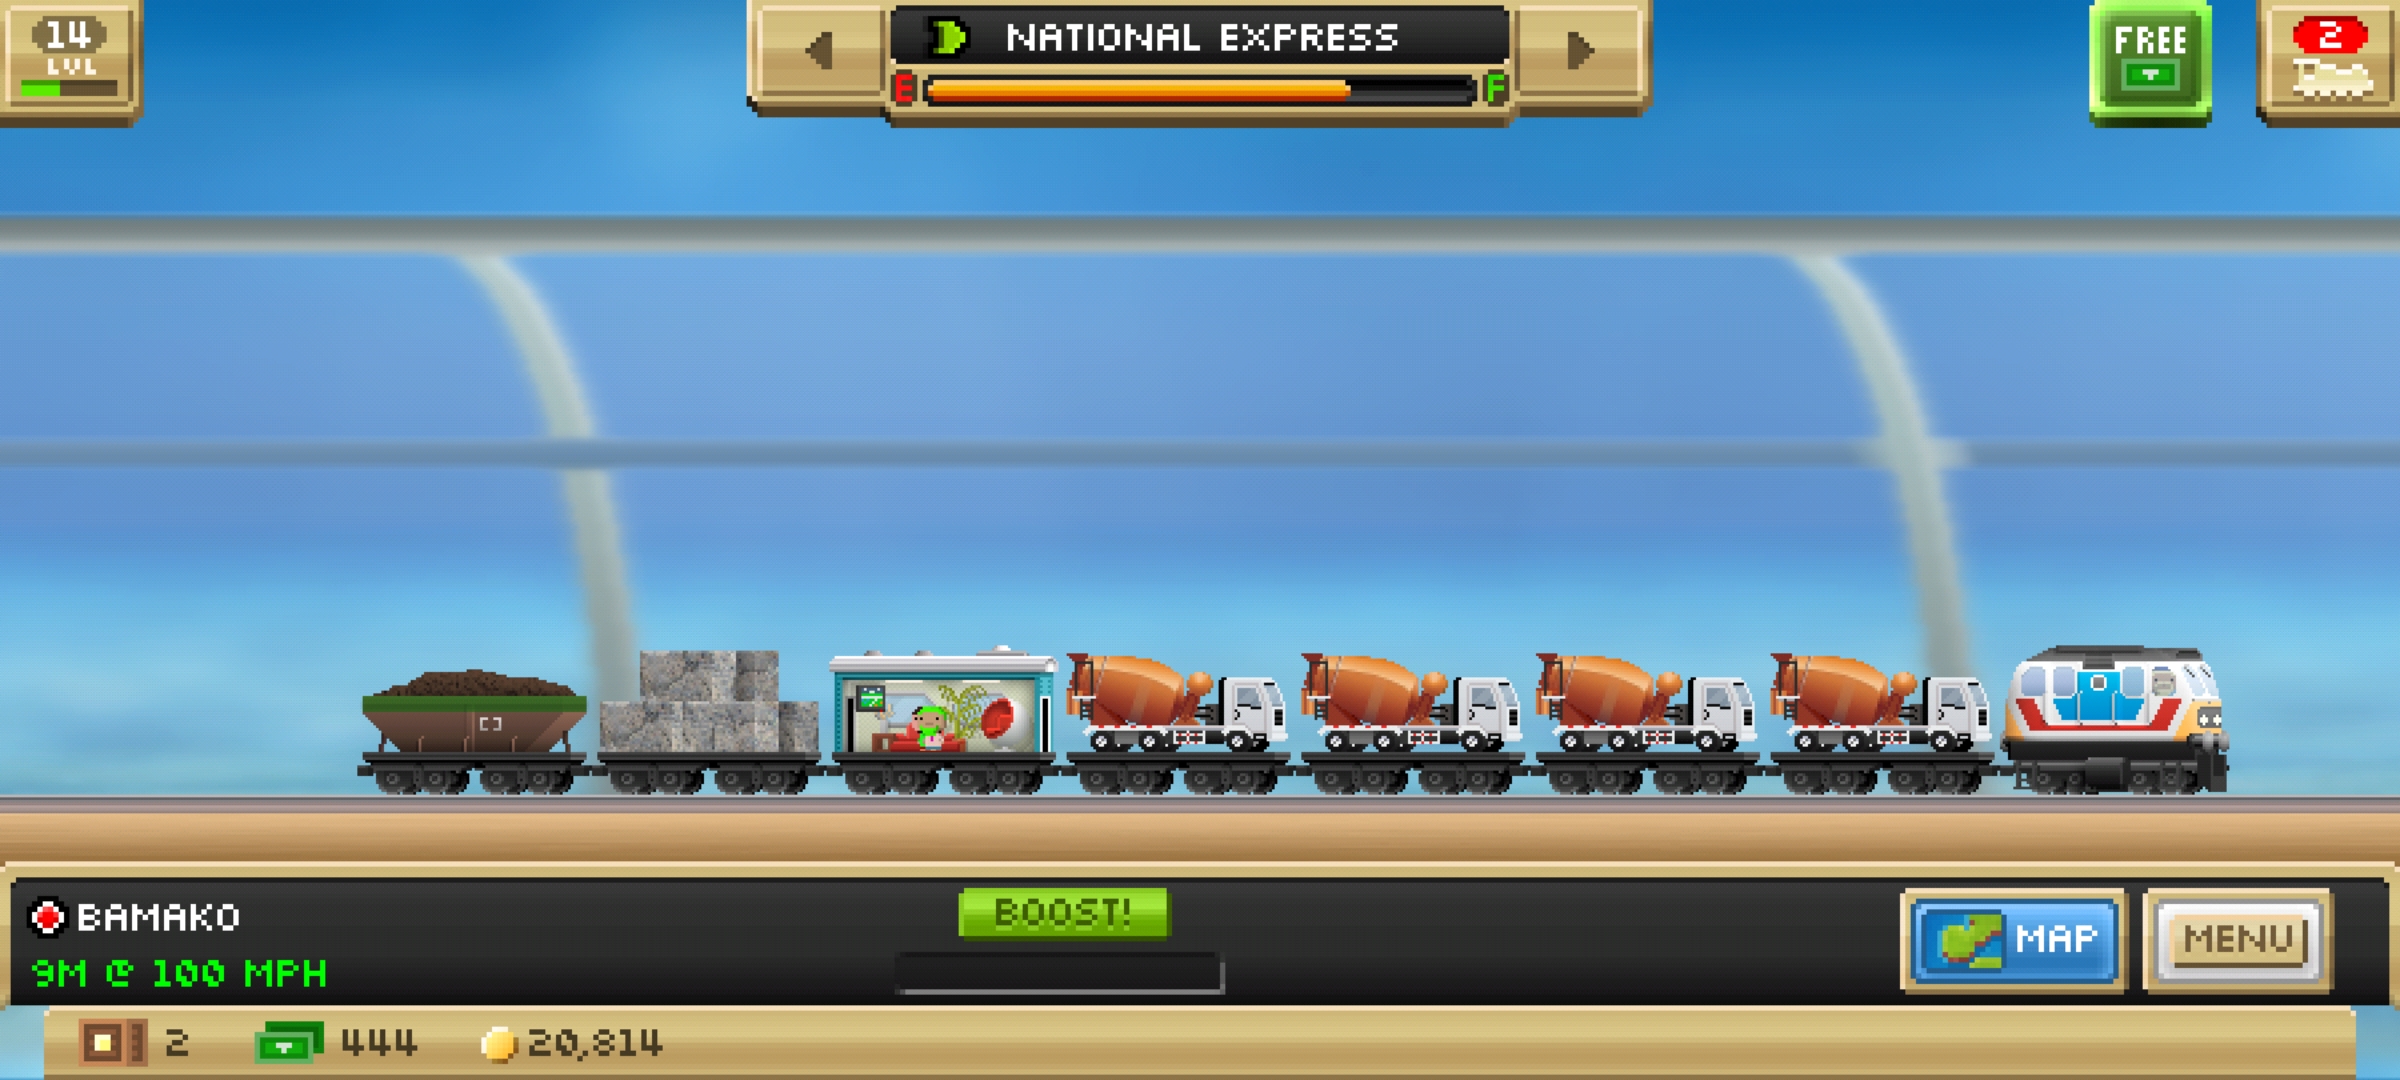 14
LVL
NATIONAL EXPRESS
E
F
FREE
2
BAMAKO
9M @ 100 MPH
BOOST!
MAP
MENU
2
444
20,814